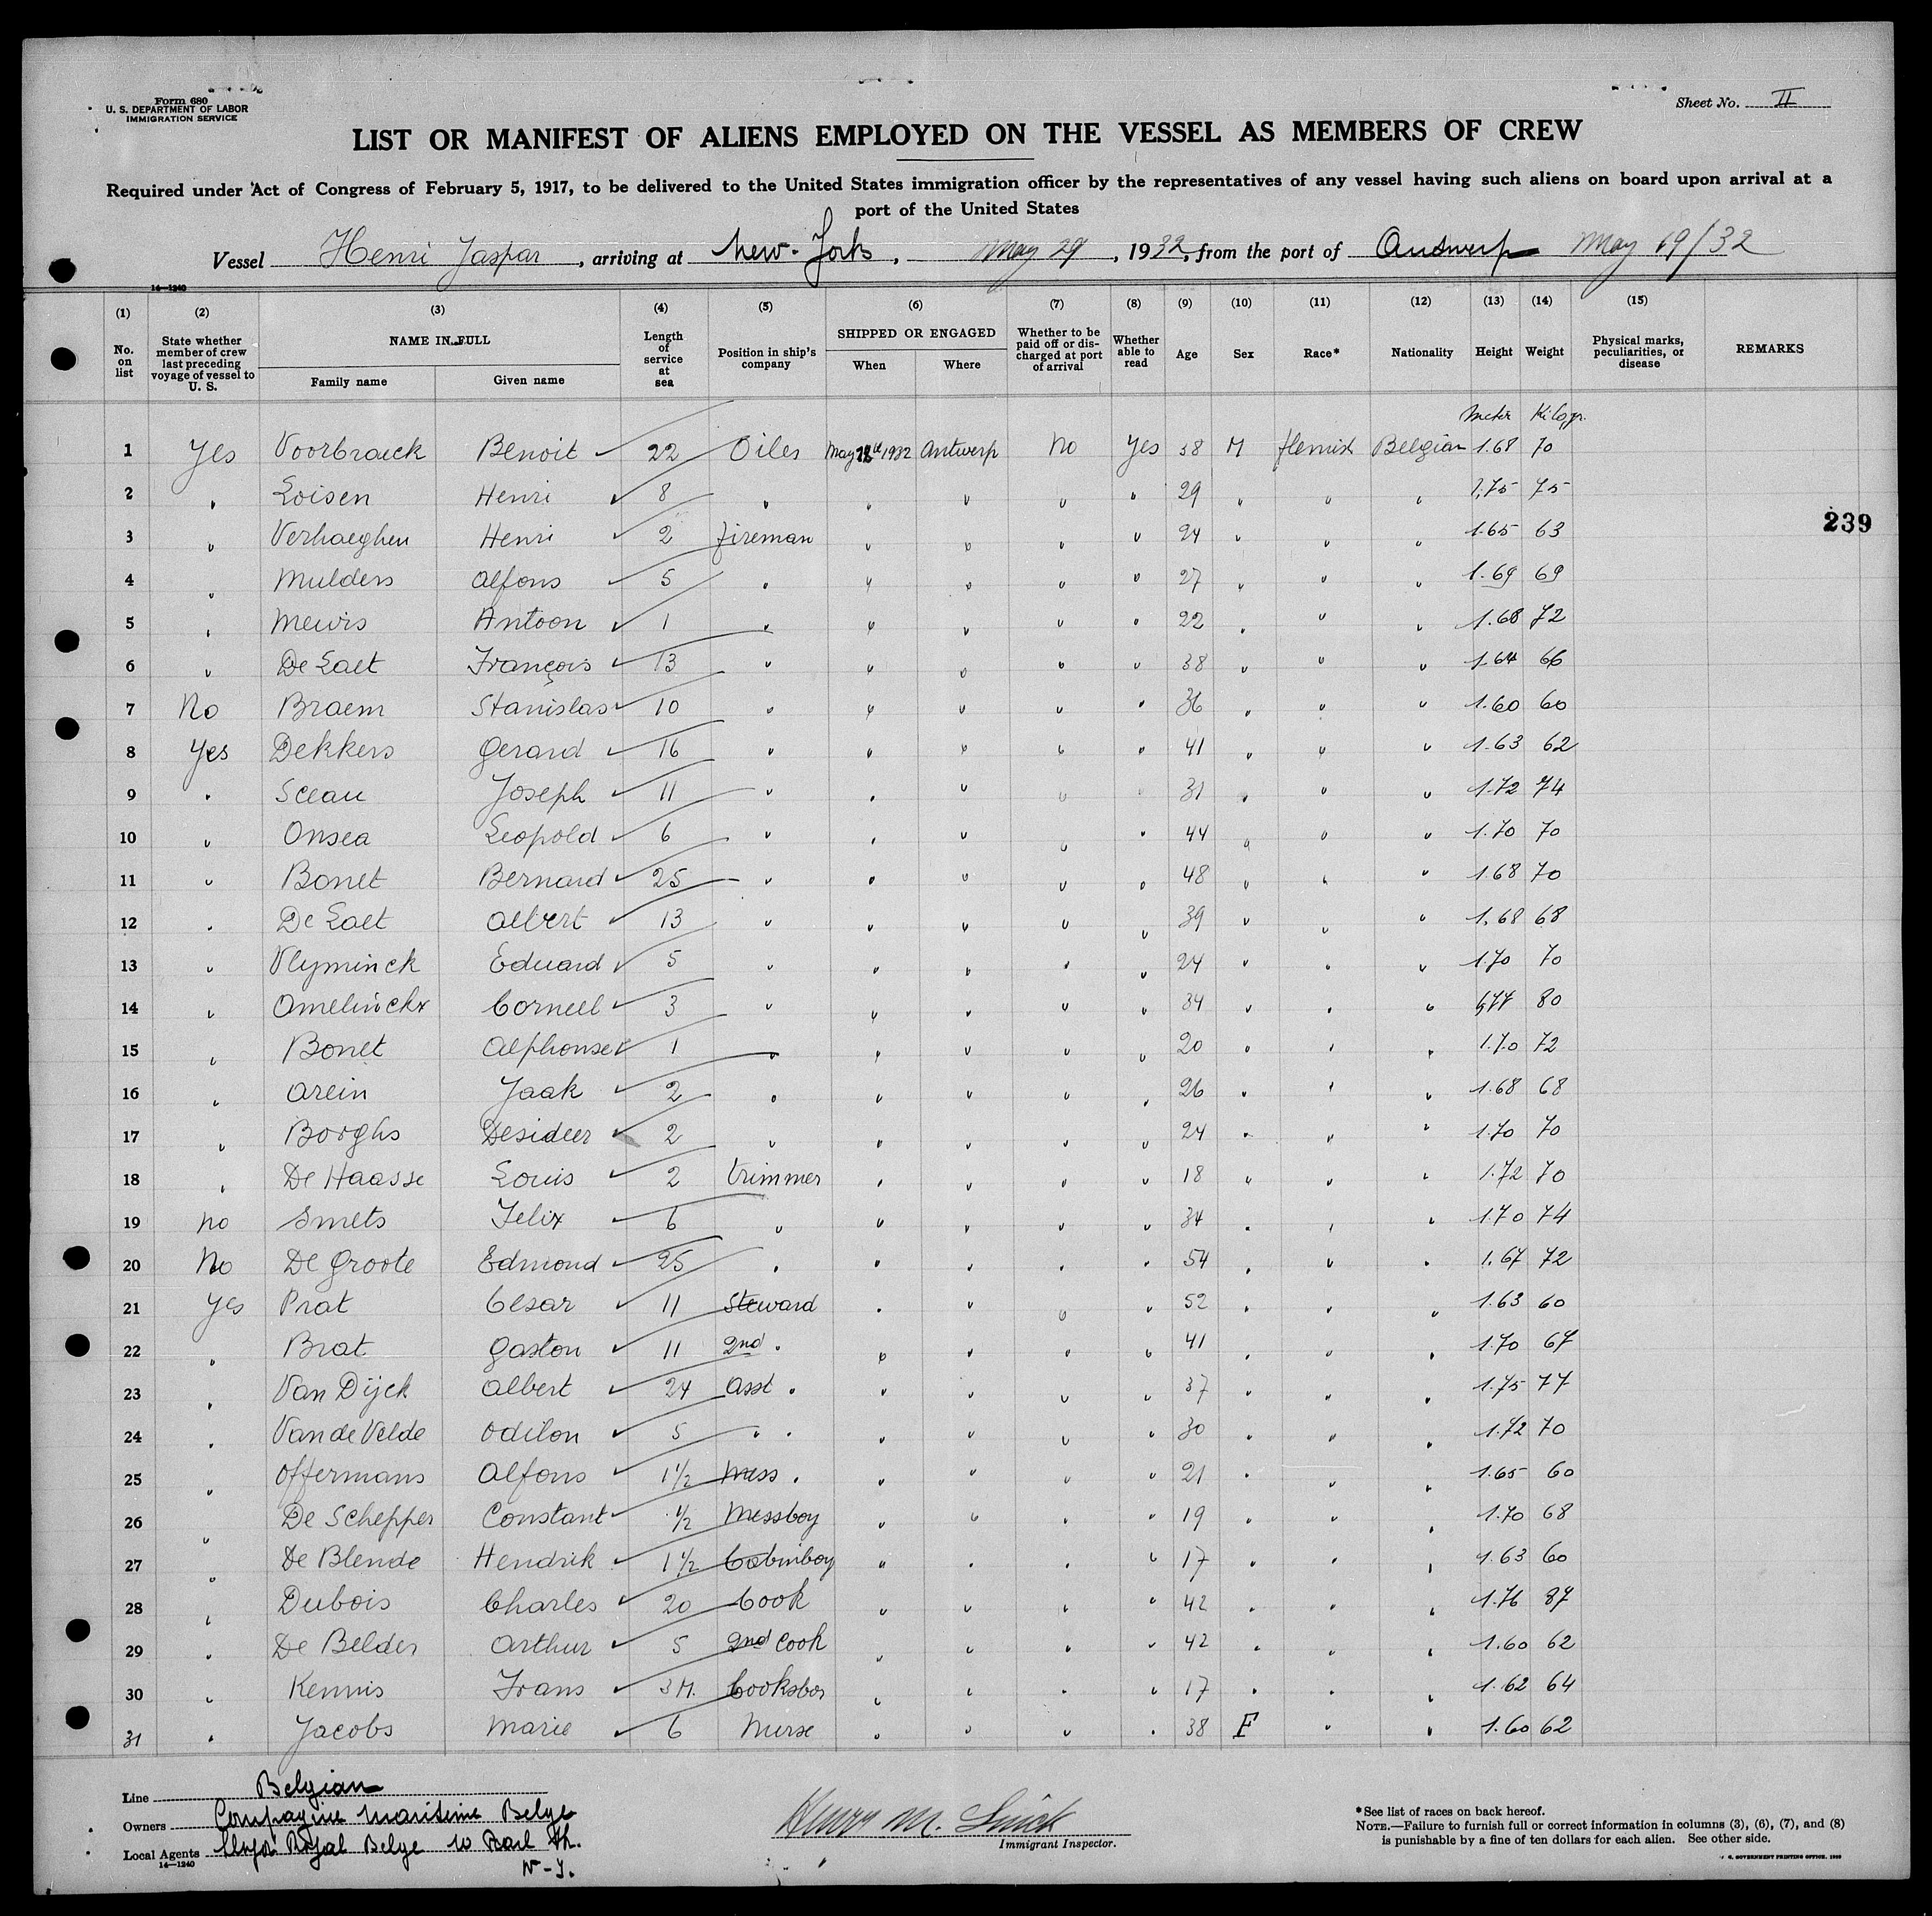 Form 680
U. S. DEPARTMENT OF LABOR
IMMIGRATION SERVICE
Sheet No. II
LIST OR MANIFEST OF ALIENS EMPLOYED ON THE VESSEL AS MEMBERS OF CREW
Required under Act of Congress of February 5, 1917, to be delivered to the United States immigration officer by the representatives of any vessel having such aliens on board upon arrival at a
port of the United States
Vessel Henri Jaspar, arriving at New-York, May 29, 1932, from the port of Antwerp May 19/32
14—1240
(1) (2) (3) (4) (5) (6) (7) (8) (9) (10) (11) (12) (13) (14) (15)
No. on list State whether member of crew last preceding voyage of vessel to U. S. NAME IN FULL Family name Given name Length of service at sea Position in ship's company SHIPPED OR ENGAGED When Where Whether to be paid off or discharged at port of arrival Whether able to read Age Sex Race* Nationality Height Weight Physical marks, peculiarities, or disease REMARKS
Meter Kilogr.
1 Yes Voorbraeck Benoit 22 Oiler May 18th 1932 Antwerp No Yes 38 M flemish Belgian 1.68 70
2 " Loisen Henri 8 " " " " " 29 " " " 1,75 75
239
3 " Verhaeghen Henri 2 fireman " " " " 24 " " " 1.65 63
4 " Mulders Alfons 5 " " " " " 27 " " " 1.69 69
5 " Mewis Antoon 1 " " " " " 22 " " " 1.68 72
6 " De Laet François 13 " " " " " 38 " " " 1.64 66
7 No Braem Stanislas 10 " " " " " 36 " " " 1.60 60
8 Yes Dekkers Gerard 16 " " " " " 41 " " " 1.63 62
9 " Sceau Joseph 11 " " " " " 31 " " " 1.72 74
10 " Onsea Leopold 6 " " " " " 44 " " " 1.70 70
11 " Bonet Bernard 25 " " " " " 48 " " " 1.68 70
12 " De Laet Albert 13 " " " " " 39 " " " 1.68 68
13 " Vlyminck Eduard 5 " " " " " 24 " " " 1.70 70
14 " Amelinckx Corneel 3 " " " " " 34 " " " 1,77 80
15 " Bonet Alphonse 1 " " " " " 20 " " " 1.70 72
16 " Arein Jaak 2 " " " " " 26 " " " 1.68 68
17 " Borghs Desideer 2 " " " " " 24 " " " 1.70 70
18 " De Haasse Louis 2 trimmer " " " " 18 " " " 1.72 70
19 No Smets Felix 6 " " " " " 34 " " " 1.70 74
20 No De Groote Edmond 25 " " " " " 54 " " " 1.67 72
21 Yes Prat Cesar 11 Steward " " " " 52 " " " 1.63 60
22 " Brat Gaston 11 2nd " " " " " 41 " " " 1.70 67
23 " Van Dijck Albert 24 Asst " " " " " 37 " " " 1.75 77
24 " Van de Velde Odilon 5 " " " " " " 30 " " " 1.72 70
25 " Offermans Alfons 1 1/2 Mess " " " " " 21 " " " 1.65 60
26 " De Schepper Constant 1/2 Messboy " " " " 19 " " " 1.70 68
27 " De Blende Hendrik 1 1/2 Cabinboy " " " " 17 " " " 1.63 60
28 " Dubois Charles 20 Cook " " " " 42 " " " 1.76 87
29 " De Belder Arthur 5 2nd Cook " " " " 42 " " " 1.60 62
30 " Kennis Frans 3 M. Cooksboy " " " " 17 " " " 1.62 64
31 " Jacobs Marie 6 Nurse " " " " 38 F " " 1.60 62
Line Belgian
Owners Compagnie Maritime Belge
Local Agents Lloyd Royal Belge 10 Pearl St.
N-Y.
14—1240
Henry M.
Immigrant Inspector.
*See list of races on back hereof.
NOTE.—Failure to furnish full or correct information in columns (3), (6), (7), and (8)
is punishable by a fine of ten dollars for each alien. See other side.